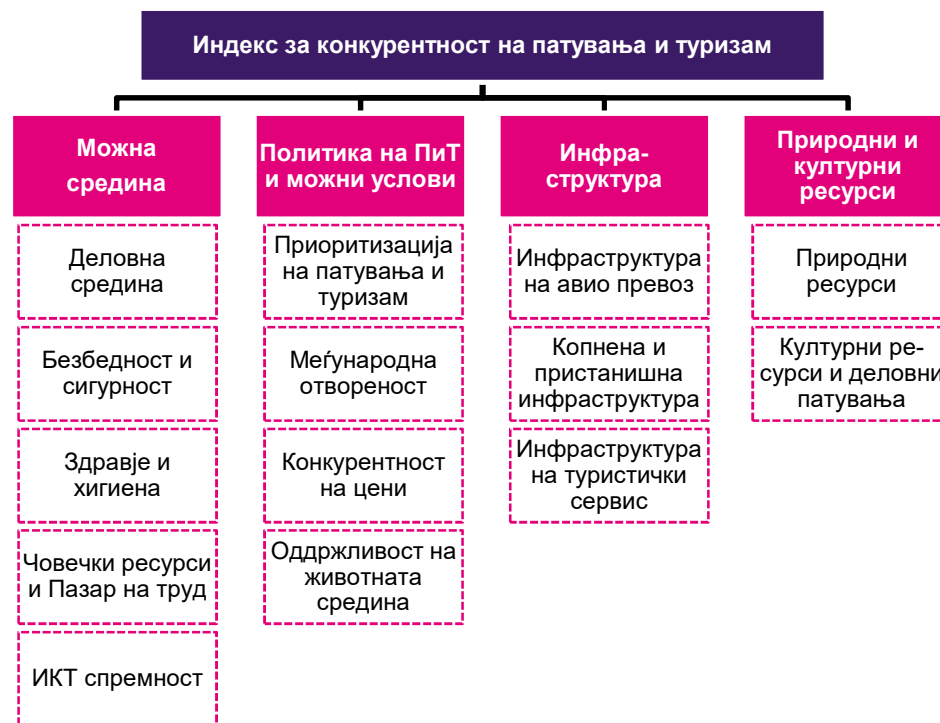 Индекс за конкурентност на патувања и туризам
Можна
средина
Деловна
средина
Безбедност и
сигурност
Здравје и
хигиена
Човечки ресурси
и Пазар на труд
ИКТ спремност
Политика на ПиТ
и можни услови
Приоритизација
на патувања и
туризам
Меѓународна
отвореност
Конкурентност
на цени
Оддржливост на
животната
средина
Инфра-
структура
Инфраструктура
на авио превоз
Копнена и
пристанишна
инфраструктура
Инфраструктура
на туристички
сервис
Природни и
културни
ресурси
Природни
ресурси
Културни ре-
сурси и деловни
патувања